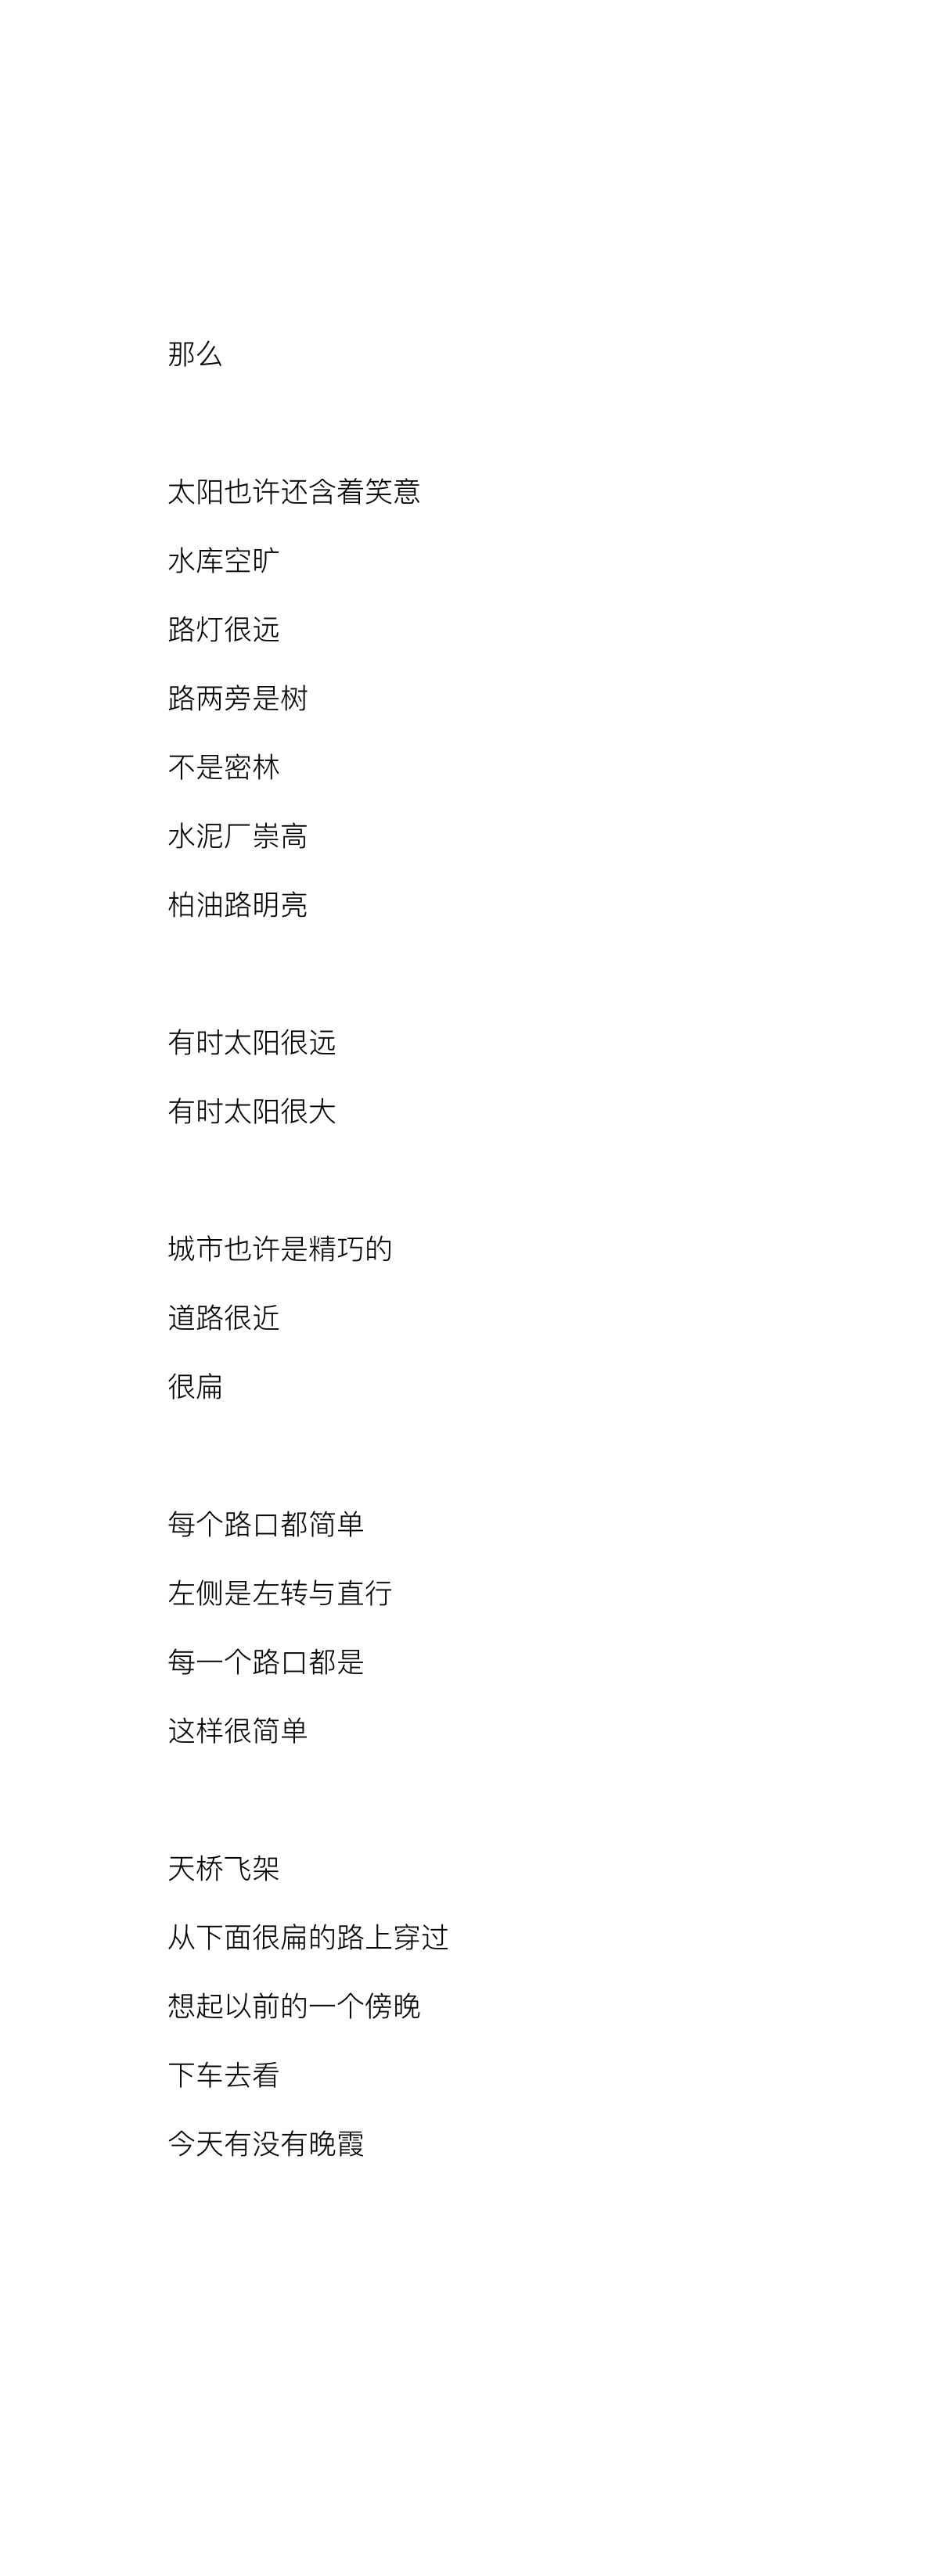 那么
太阳也许还含着笑意
水库空旷
路灯很远
路两旁是树
不是密林
水泥厂崇高
柏油路明亮
有时太阳很远
有时太阳很大
城市也许是精巧的
道路很近
很扁
每个路口都简单
左侧是左转与直行
每一个路口都是
这样很简单
天桥飞架
从下面很扁的路上穿过
想起以前的一个傍晚
下车去看
今天有没有晚霞